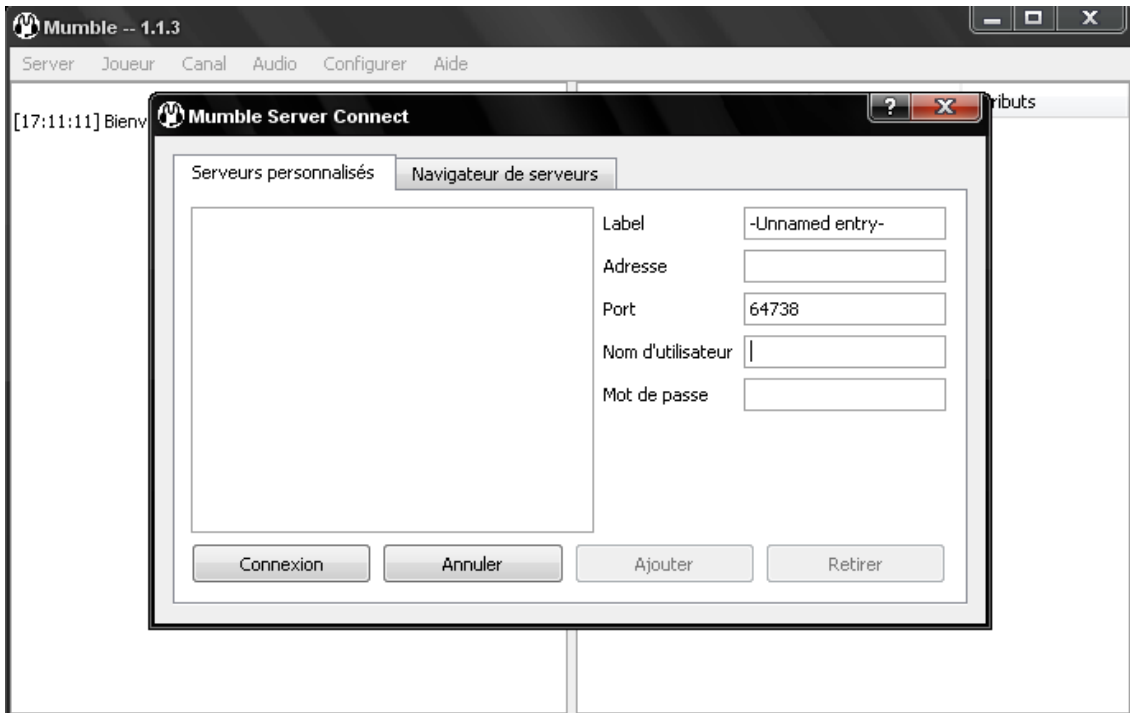 Mumble -- 1.1.3
Server Joueur Canal Audio Configurer Aide
[17:11:11] Bienv
ributs
Mumble Server Connect
Serveurs personnalisés Navigateur de serveurs
Label -Unnamed entry-
Adresse
Port 64738
Nom d'utilisateur
Mot de passe
Connexion Annuler Ajouter Retirer